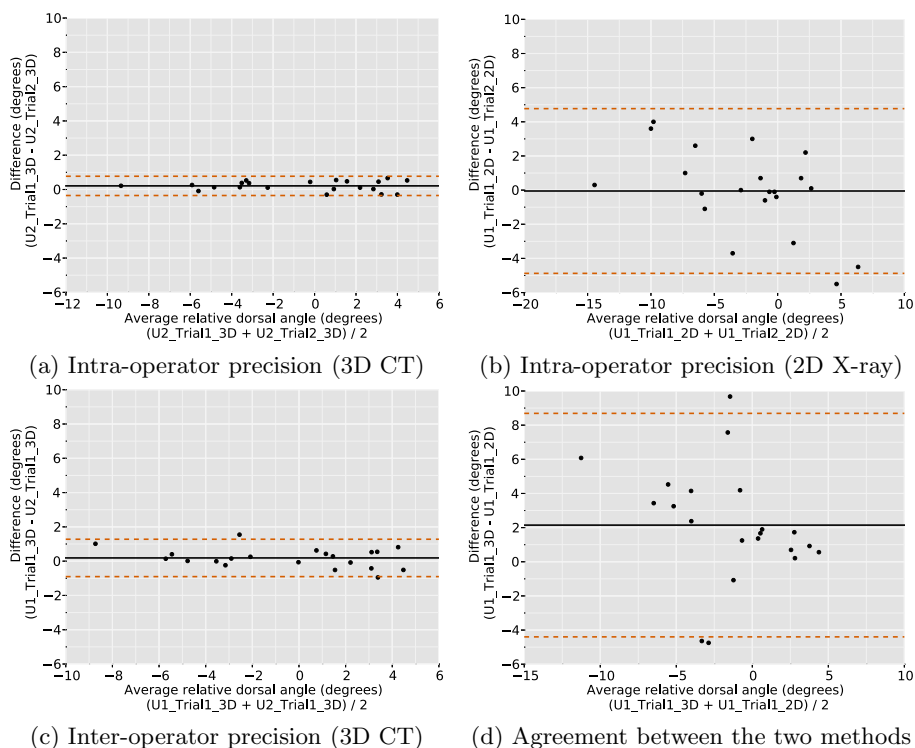 10
8
6
4
2
0
−2
−4
−6
Difference (degrees)
(U2_Trial1_3D - U2_Trial2_3D)
−12 −10 −8 −6 −4 −2 0 2 4 6
Average relative dorsal angle (degrees)
(U2_Trial1_3D + U2_Trial2_3D) / 2
(a) Intra-operator precision (3D CT)
10
8
6
4
2
0
−2
−4
−6
Difference (degrees)
(U1_Trial1_2D - U1_Trial2_2D)
−20 −15 −10 −5 0 5 10
Average relative dorsal angle (degrees)
(U1_Trial1_2D + U1_Trial2_2D) / 2
(b) Intra-operator precision (2D X-ray)
10
8
6
4
2
0
−2
−4
−6
Difference (degrees)
(U1_Trial1_3D - U2_Trial1_3D)
−10 −8 −6 −4 −2 0 2 4 6
Average relative dorsal angle (degrees)
(U1_Trial1_3D + U2_Trial1_3D) / 2
(c) Inter-operator precision (3D CT)
10
8
6
4
2
0
−2
−4
−6
Difference (degrees)
(U1_Trial1_3D - U1_Trial1_2D)
−15 −10 −5 0 5 10
Average relative dorsal angle (degrees)
(U1_Trial1_3D + U1_Trial1_2D) / 2
(d) Agreement between the two methods